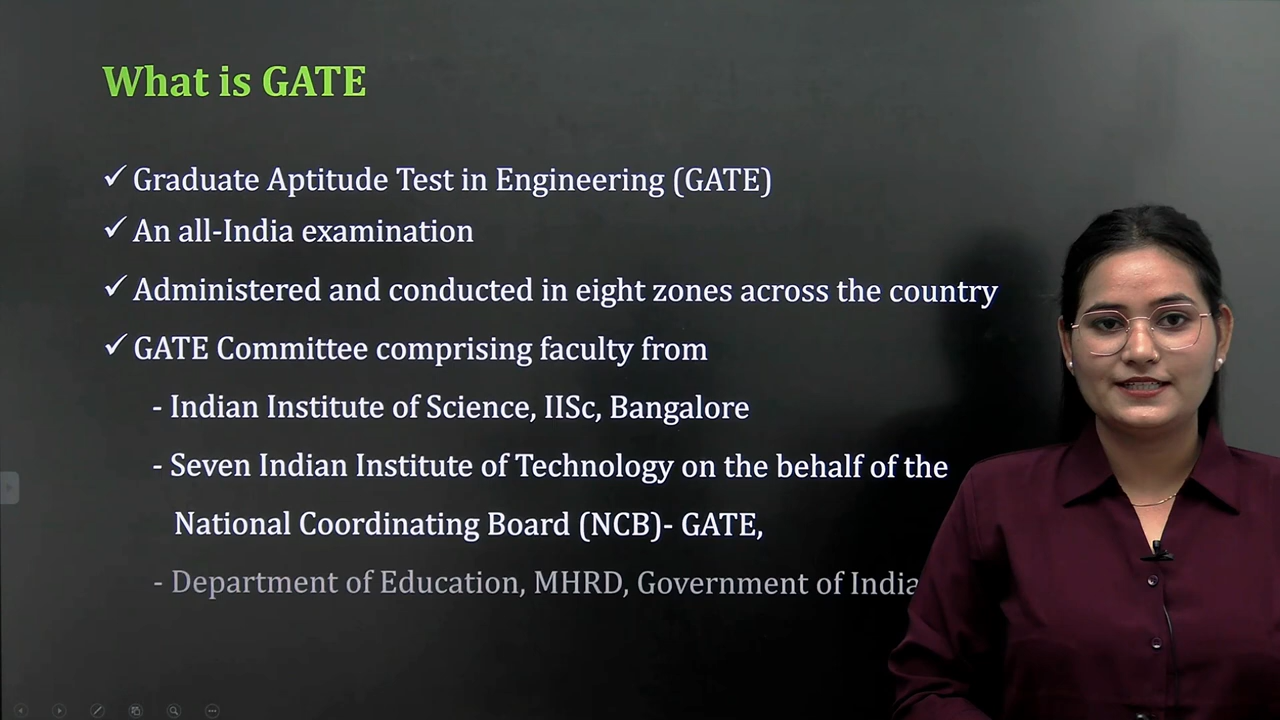 What is GATE
✓ Graduate Aptitude Test in Engineering (GATE)
✓ An all-India examination
✓ Administered and conducted in eight zones across the country
✓ GATE Committee comprising faculty from
- Indian Institute of Science, IISc, Bangalore
- Seven Indian Institute of Technology on the behalf of the
National Coordinating Board (NCB)- GATE,
- Department of Education, MHRD, Government of India